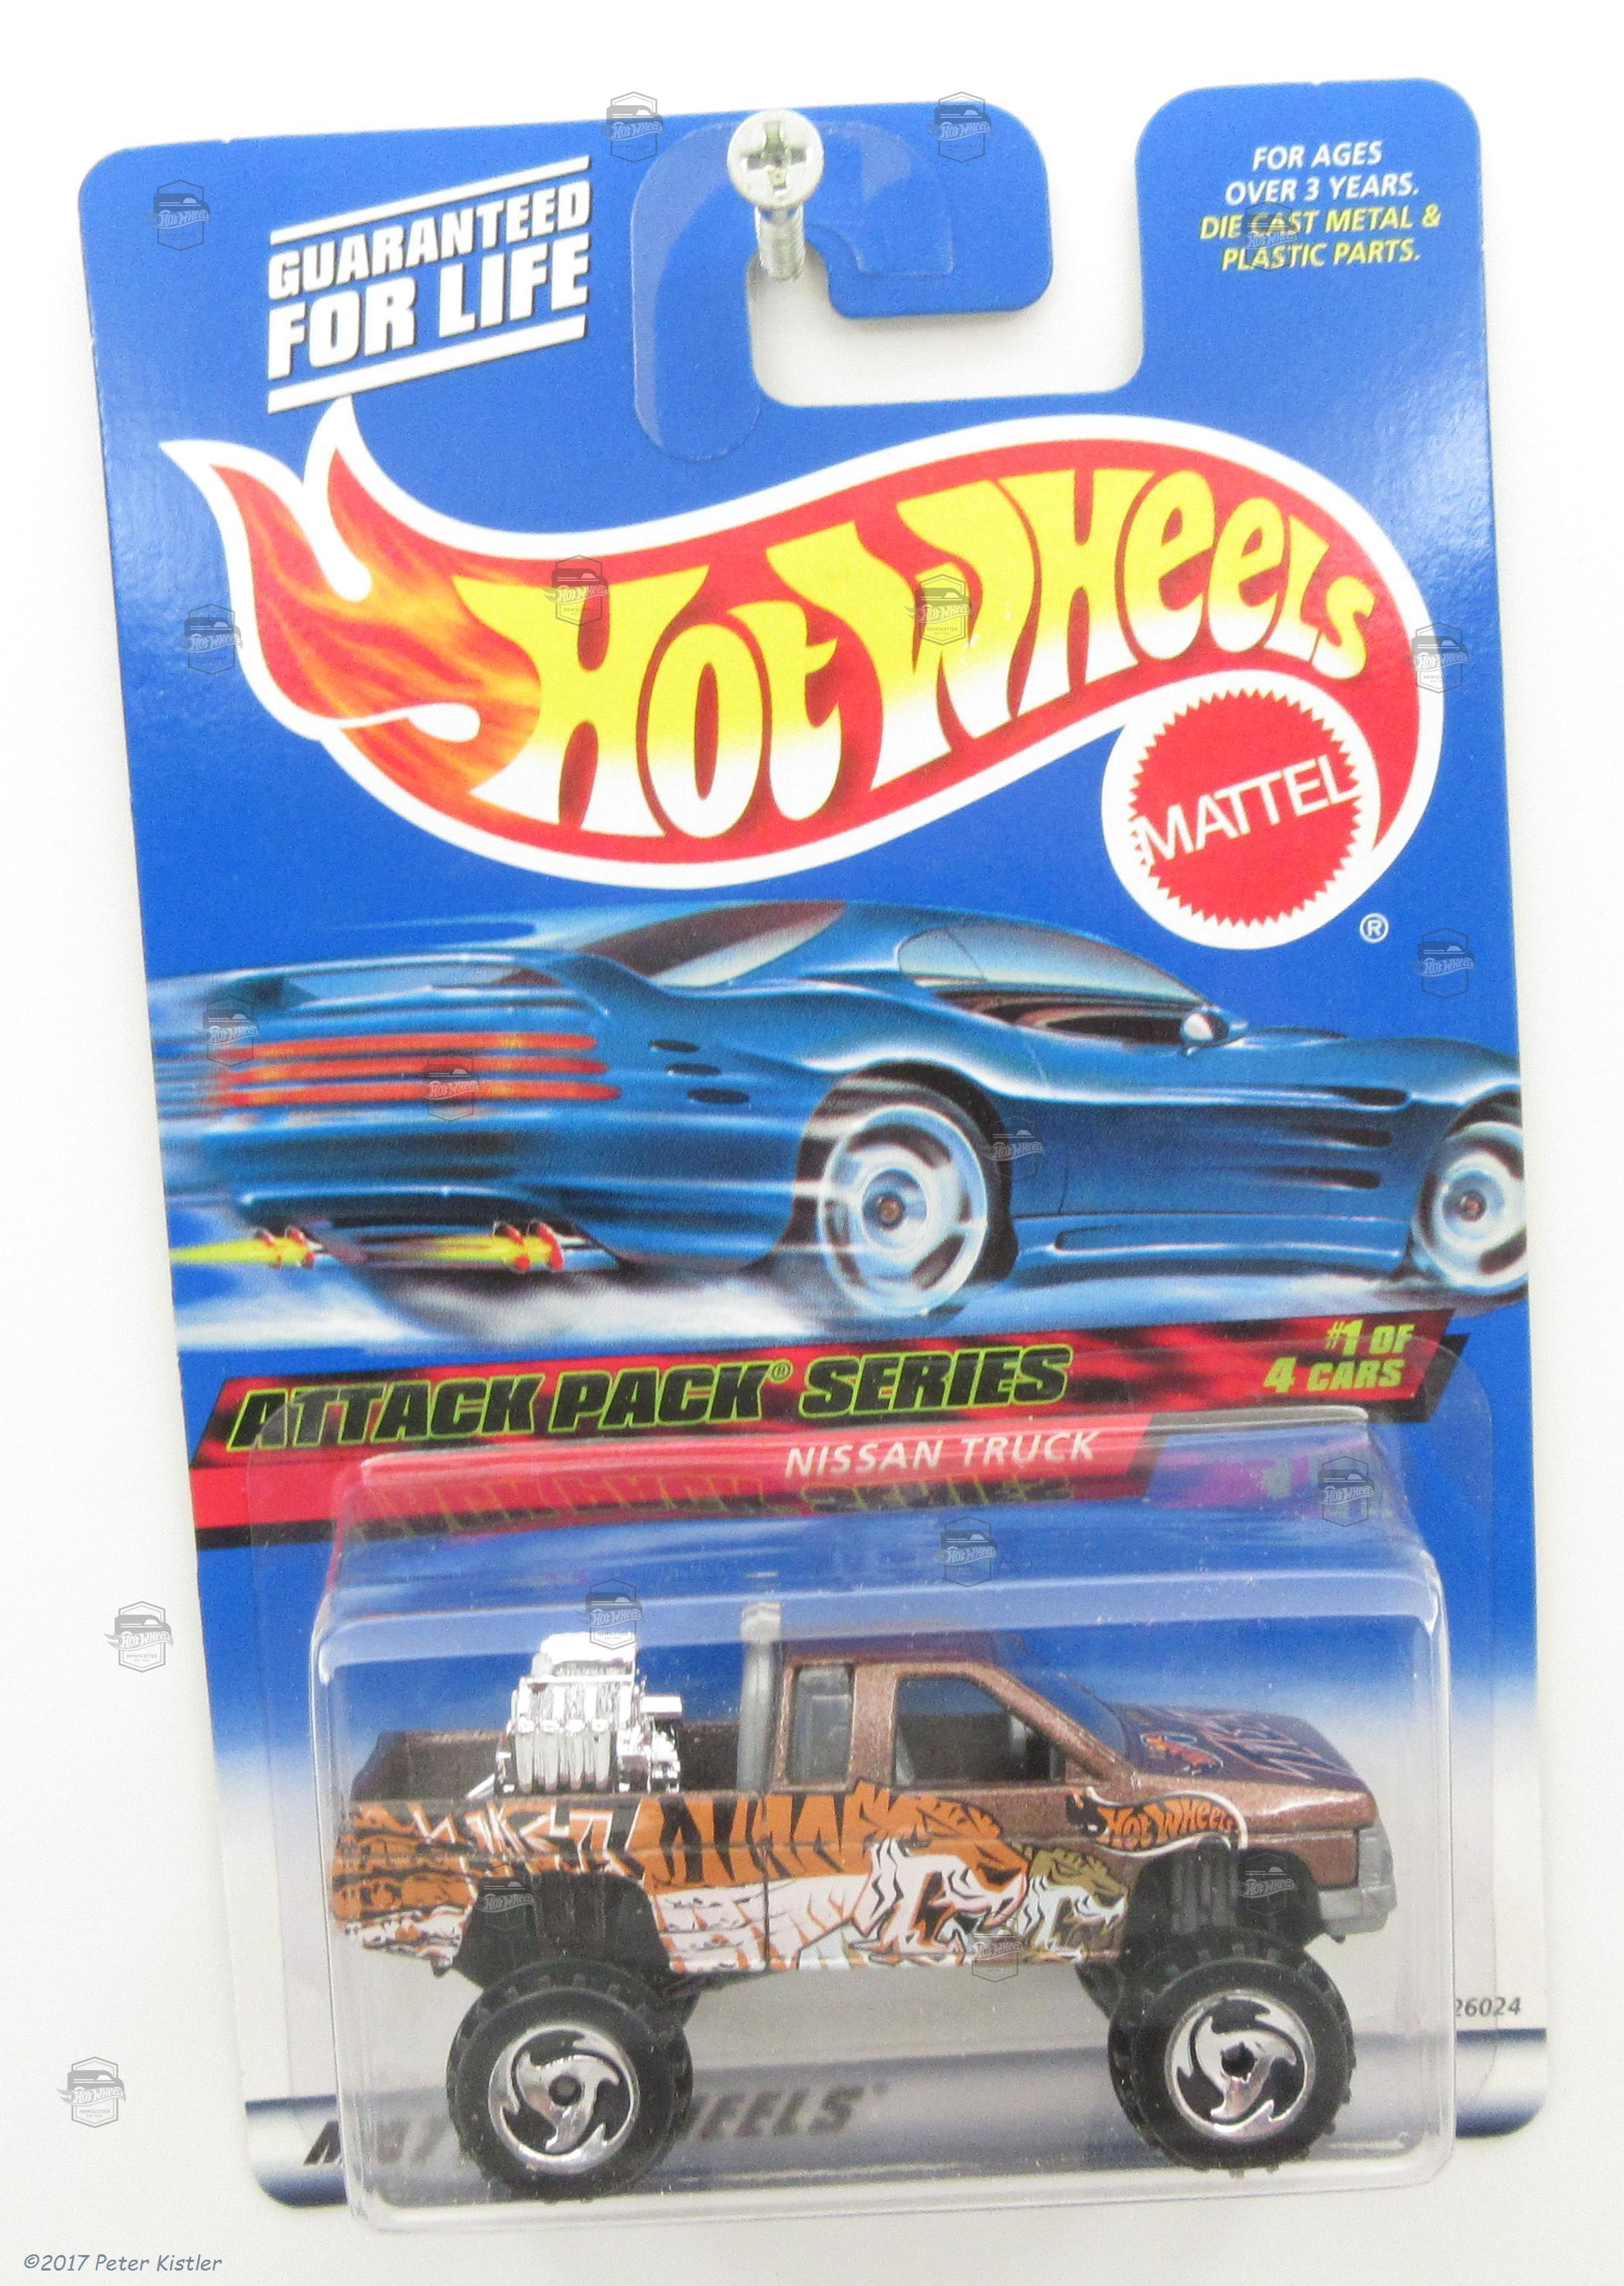 GUARANTEED
FOR LIFE
FOR AGES
OVER 3 YEARS.
DIE CAST METAL &
PLASTIC PARTS.
HOT WHEELS
MATTEL
®
ATTACK PACK® SERIES
#1 OF
4 CARS
NISSAN TRUCK
HOT WHEELS
26024
©2017 Peter Kistler